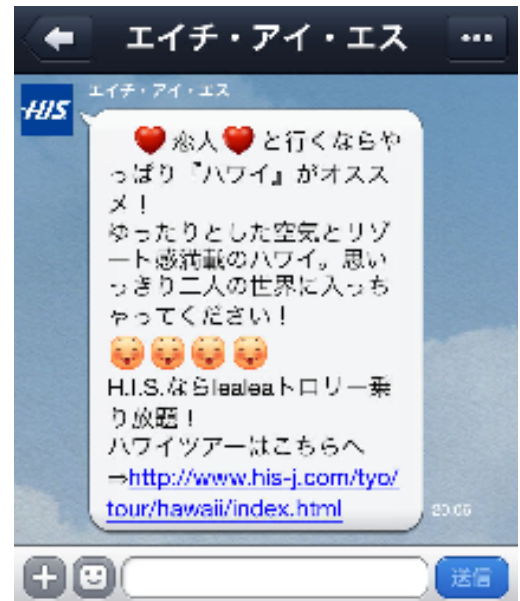 エイチ・アイ・エス
エイチ・アイ・エス
H.I.S.
恋人と行くならや
っぱり『ハワイ』がオスス
メ！
ゆったりとした空気とリゾ
ート感満載のハワイ。思い
っきり二人の世界に入っち
ゃってください！
H.I.S.ならlealeaトロリー乗
り放題！
ハワイツアーはこちらへ
⇒http://www.his-j.com/tyo/
tour/hawaii/index.html
20:06
送信